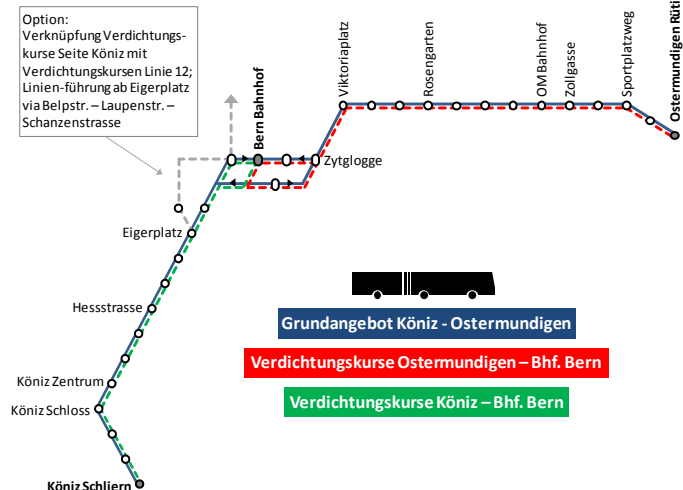 Option:
Verknüpfung Verdichtungs-
kurse Seite Köniz mit
Verdichtungskursen Linie 12;
Linien-führung ab Eigerplatz
via Belpstr. – Laupenstr. –
Schanzenstrasse
Bern Bahnhof
Viktoriaplatz
Rosengarten
OM Bahnhof
Zollgasse
Sportplatzweg
Ostermundigen Rüti
Zytglogge
Eigerplatz
Hessstrasse
Köniz Zentrum
Köniz Schloss
Köniz Schliern
Grundangebot Köniz - Ostermundigen
Verdichtungskurse Ostermundigen – Bhf. Bern
Verdichtungskurse Köniz – Bhf. Bern